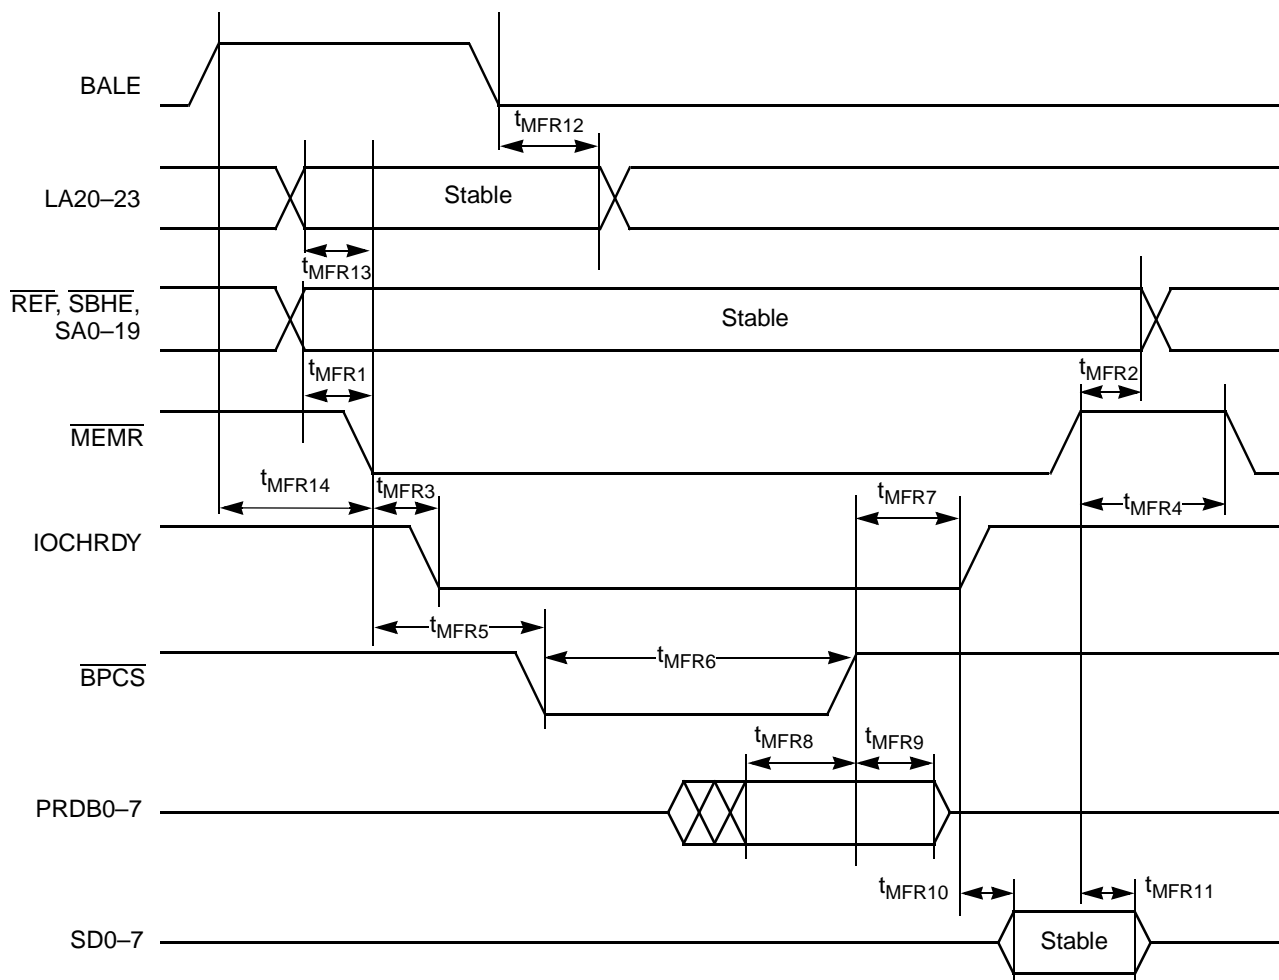 BALE
tMFR12
LA20–23
Stable
tMFR13
REF, SBHE,
SA0–19
Stable
tMFR1
tMFR2
MEMR
tMFR14
tMFR3
tMFR7
tMFR4
IOCHRDY
tMFR5
tMFR6
BPCS
tMFR8
tMFR9
PRDB0–7
tMFR10
tMFR11
SD0–7
Stable